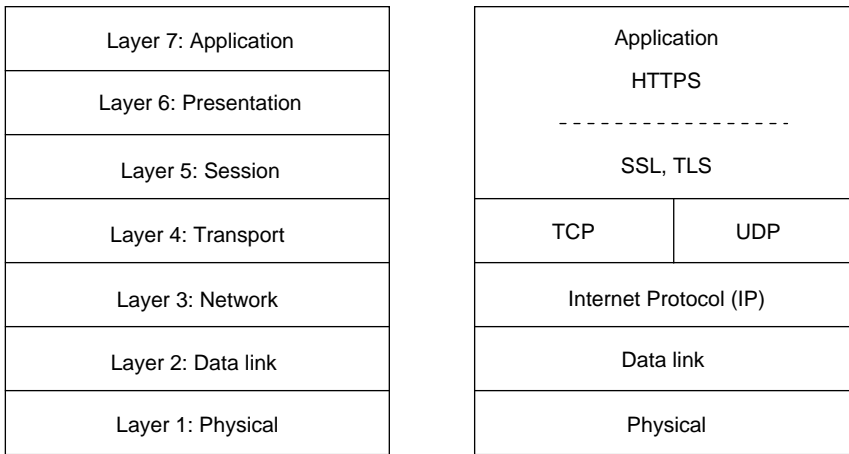 Layer 7: Application
Layer 6: Presentation
Layer 5: Session
Layer 4: Transport
Layer 3: Network
Layer 2: Data link
Layer 1: Physical
Application
HTTPS
SSL, TLS
TCP
UDP
Internet Protocol (IP)
Data link
Physical